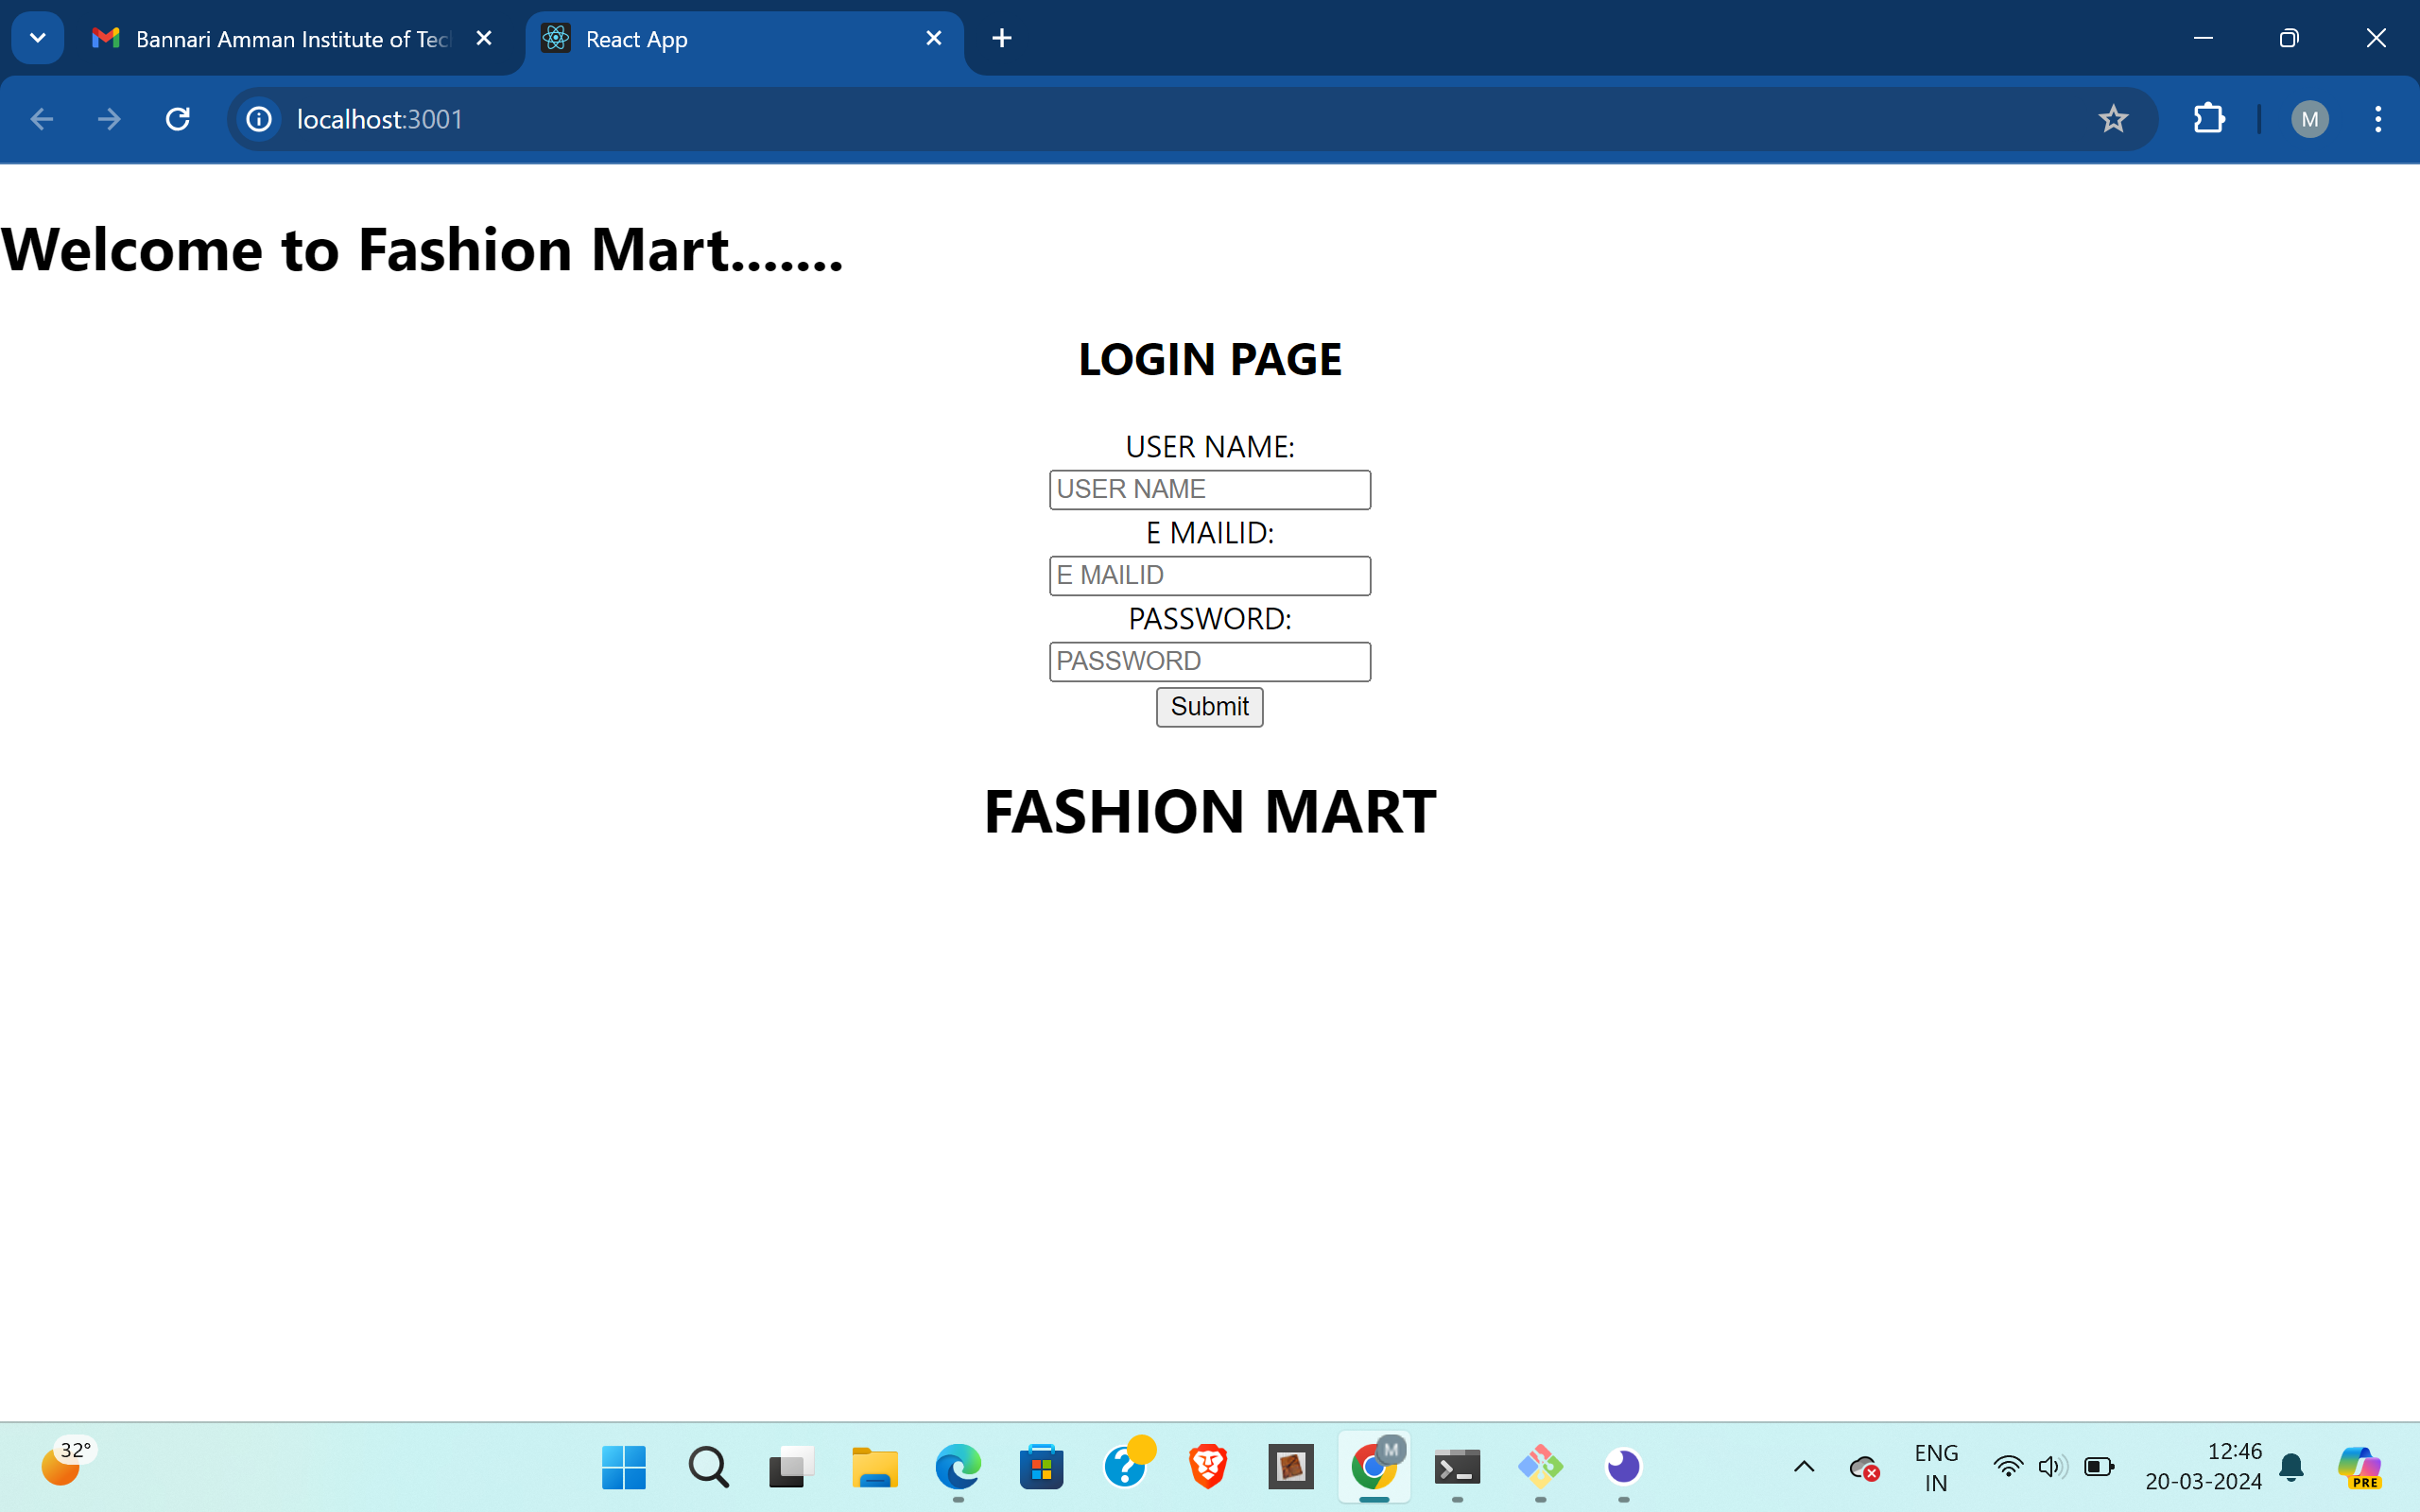 Bannari Amman Institute of Tec
React App
localhost:3001
M
Welcome to Fashion Mart.......
LOGIN PAGE
USER NAME:
USER NAME
E MAILID:
E MAILID
PASSWORD:
PASSWORD
Submit
FASHION MART
32°
M
ENG
IN
12:46
20-03-2024
PRE